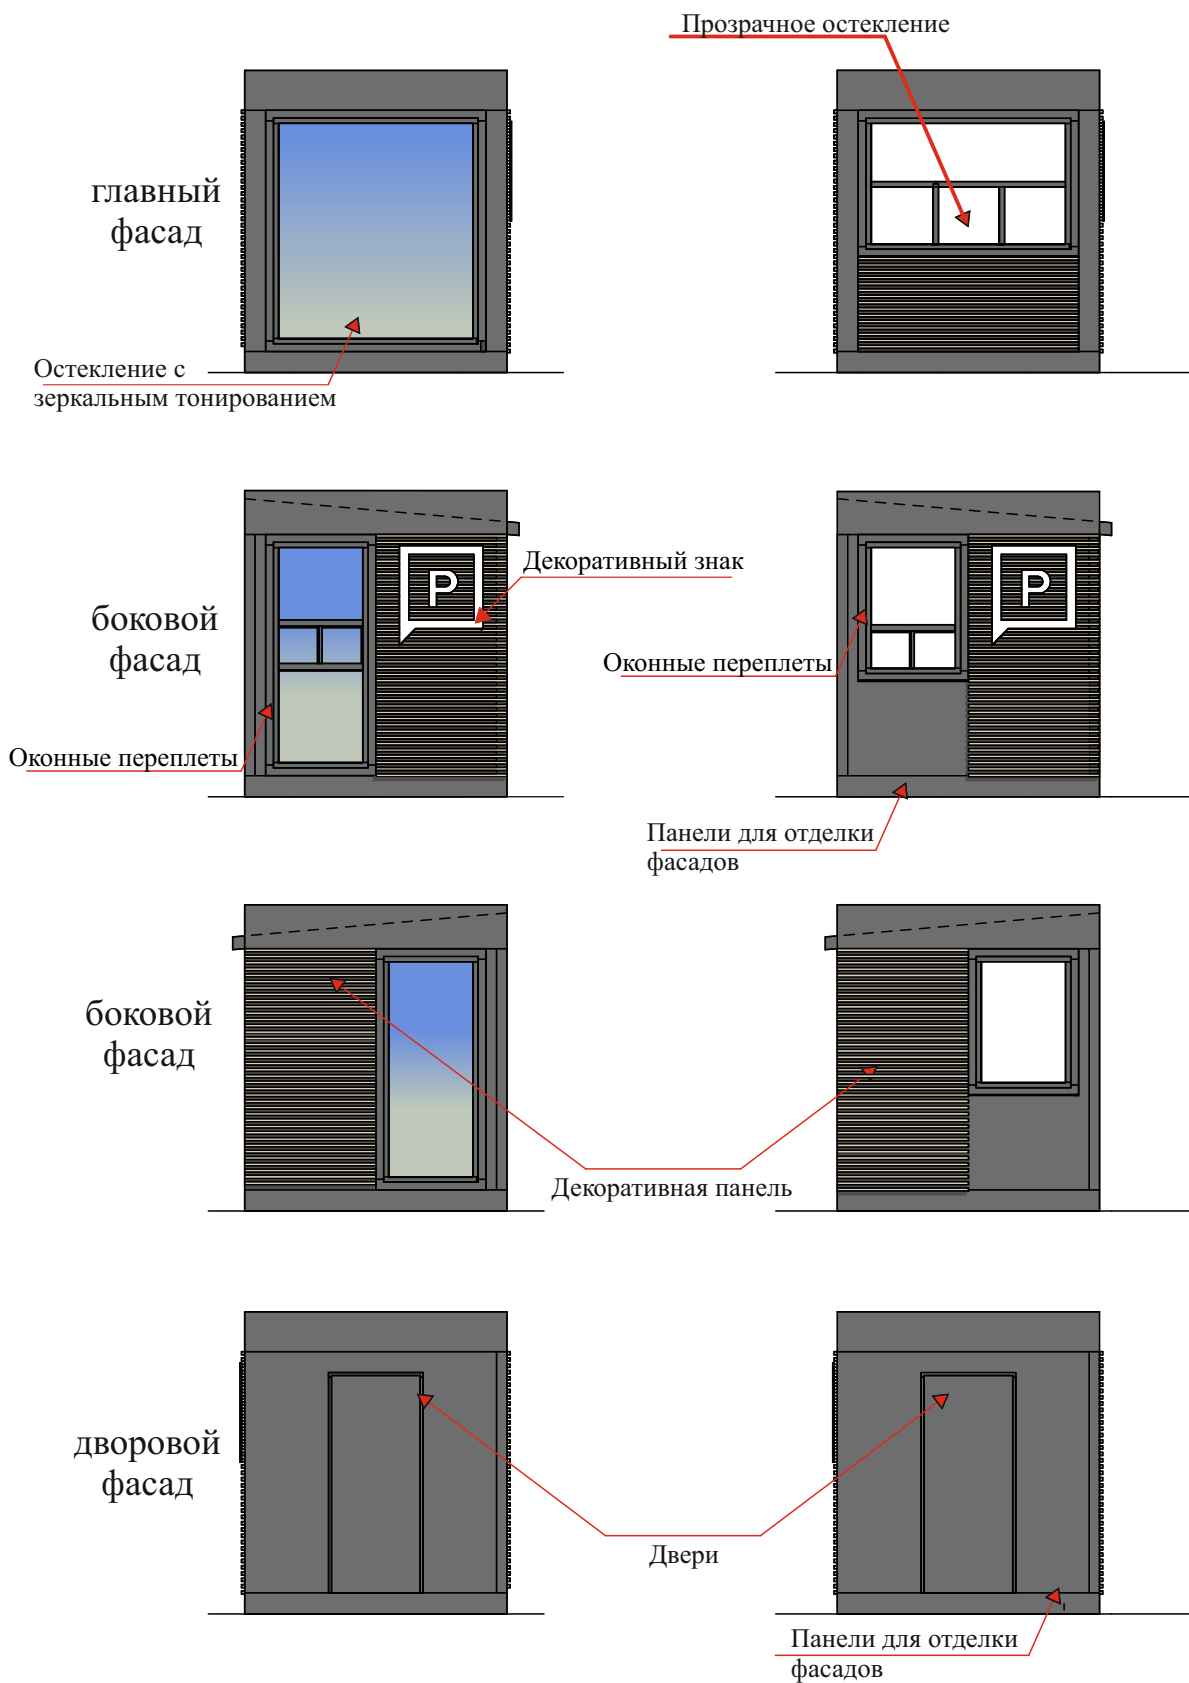 Прозрачное остекление
главный
фасад
Остекление с
зеркальным тонированием
P
Декоративный знак
P
боковой
фасад
Оконные переплеты
Оконные переплеты
Панели для отделки
фасадов
боковой
фасад
Декоративная панель
дворовой
фасад
Двери
Панели для отделки
фасадов